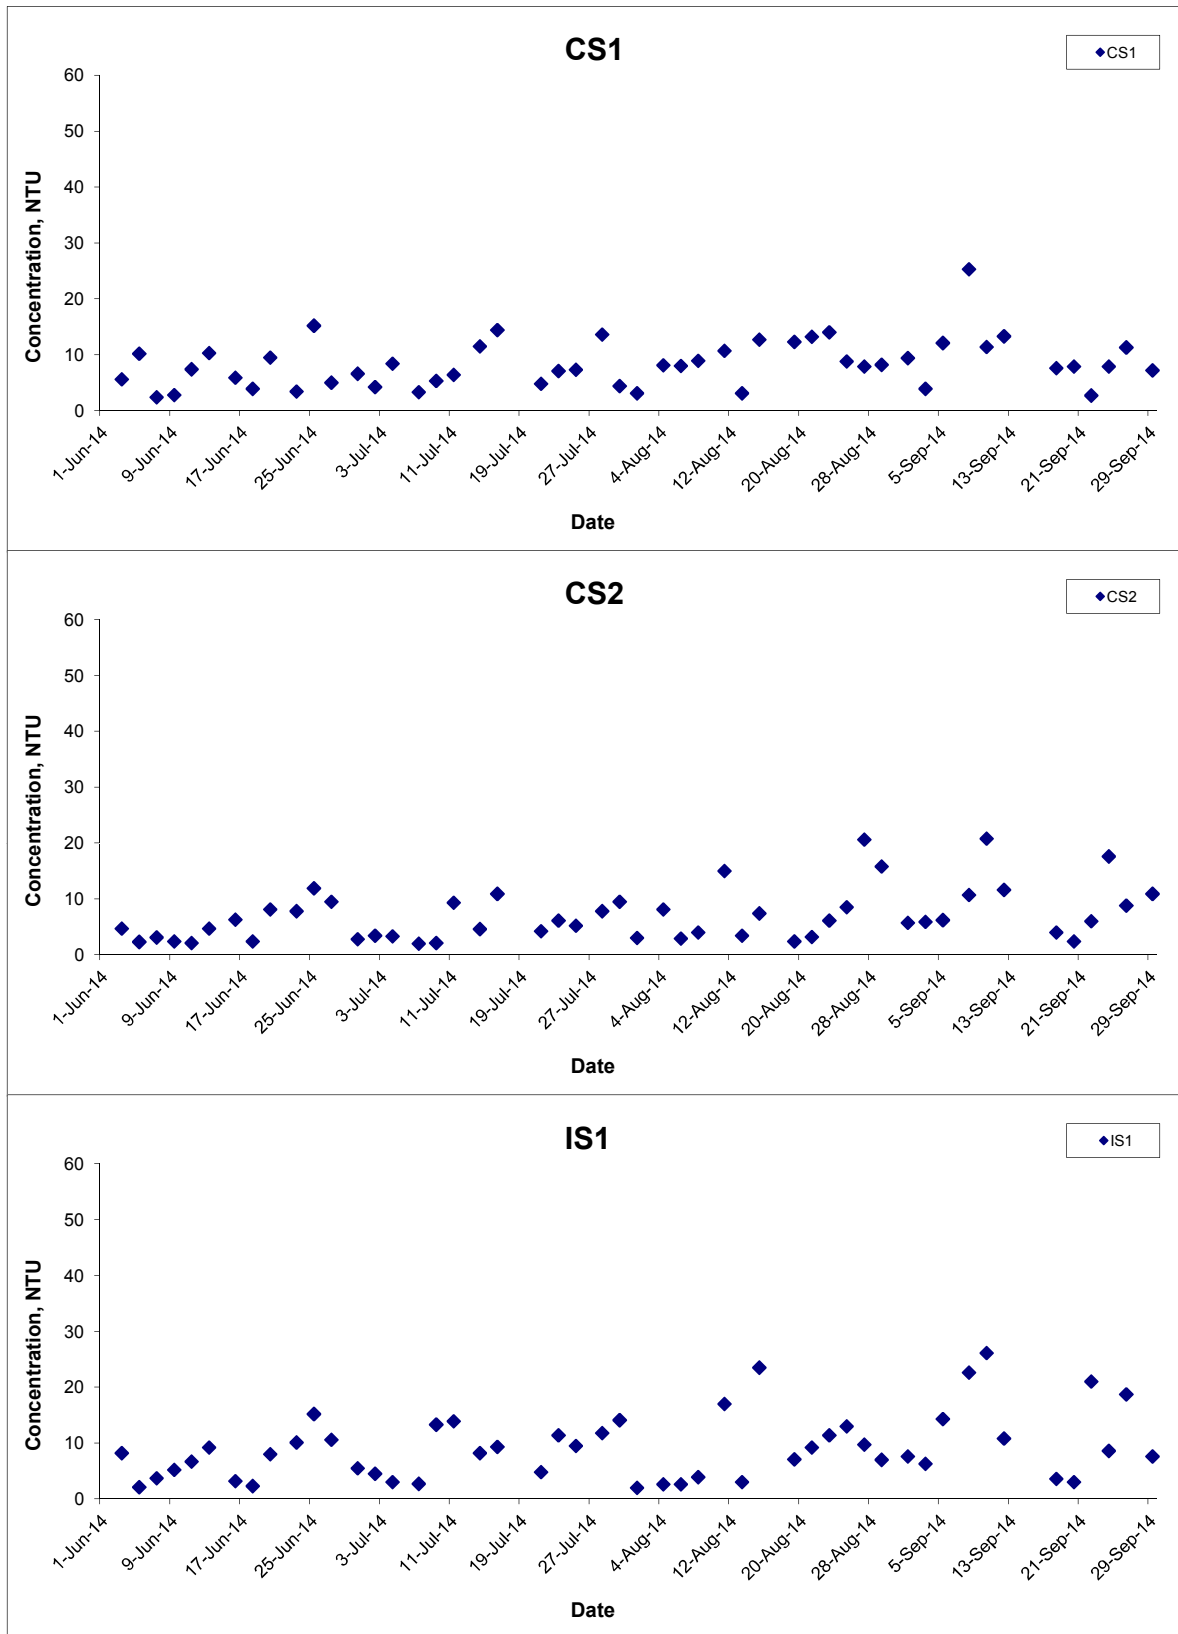 CS1
CS1
Concentration, NTU
60
50
40
30
20
10
0
1-Jun-14
9-Jun-14
17-Jun-14
25-Jun-14
3-Jul-14
11-Jul-14
19-Jul-14
27-Jul-14
4-Aug-14
12-Aug-14
20-Aug-14
28-Aug-14
5-Sep-14
13-Sep-14
21-Sep-14
29-Sep-14
Date
CS2
CS2
Concentration, NTU
60
50
40
30
20
10
0
1-Jun-14
9-Jun-14
17-Jun-14
25-Jun-14
3-Jul-14
11-Jul-14
19-Jul-14
27-Jul-14
4-Aug-14
12-Aug-14
20-Aug-14
28-Aug-14
5-Sep-14
13-Sep-14
21-Sep-14
29-Sep-14
Date
IS1
IS1
Concentration, NTU
60
50
40
30
20
10
0
1-Jun-14
9-Jun-14
17-Jun-14
25-Jun-14
3-Jul-14
11-Jul-14
19-Jul-14
27-Jul-14
4-Aug-14
12-Aug-14
20-Aug-14
28-Aug-14
5-Sep-14
13-Sep-14
21-Sep-14
29-Sep-14
Date